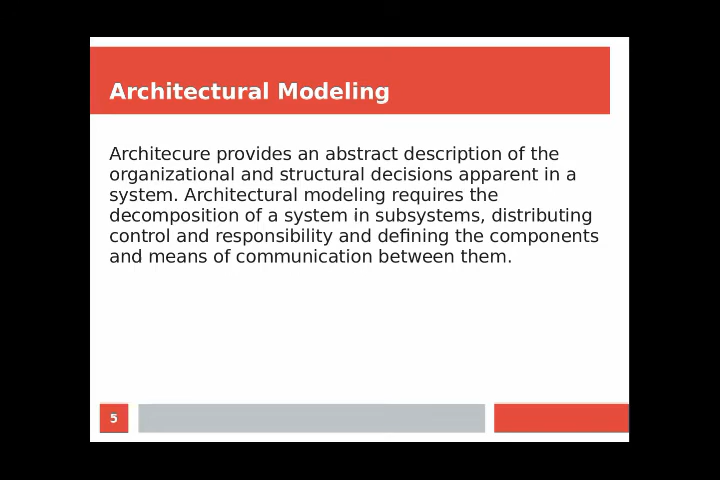 Architectural Modeling
Architecure provides an abstract description of the
organizational and structural decisions apparent in a
system. Architectural modeling requires the
decomposition of a system in subsystems, distributing
control and responsibility and defining the components
and means of communication between them.
5